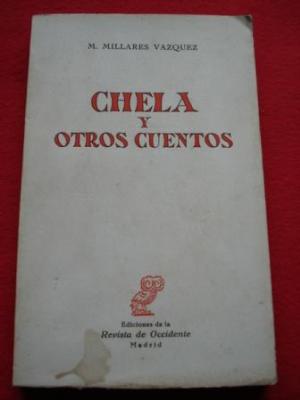 M. MILLARES VAZQUEZ
CHELA
Y
OTROS CUENTOS
Ediciones de la
Revista de Occidente
Madrid